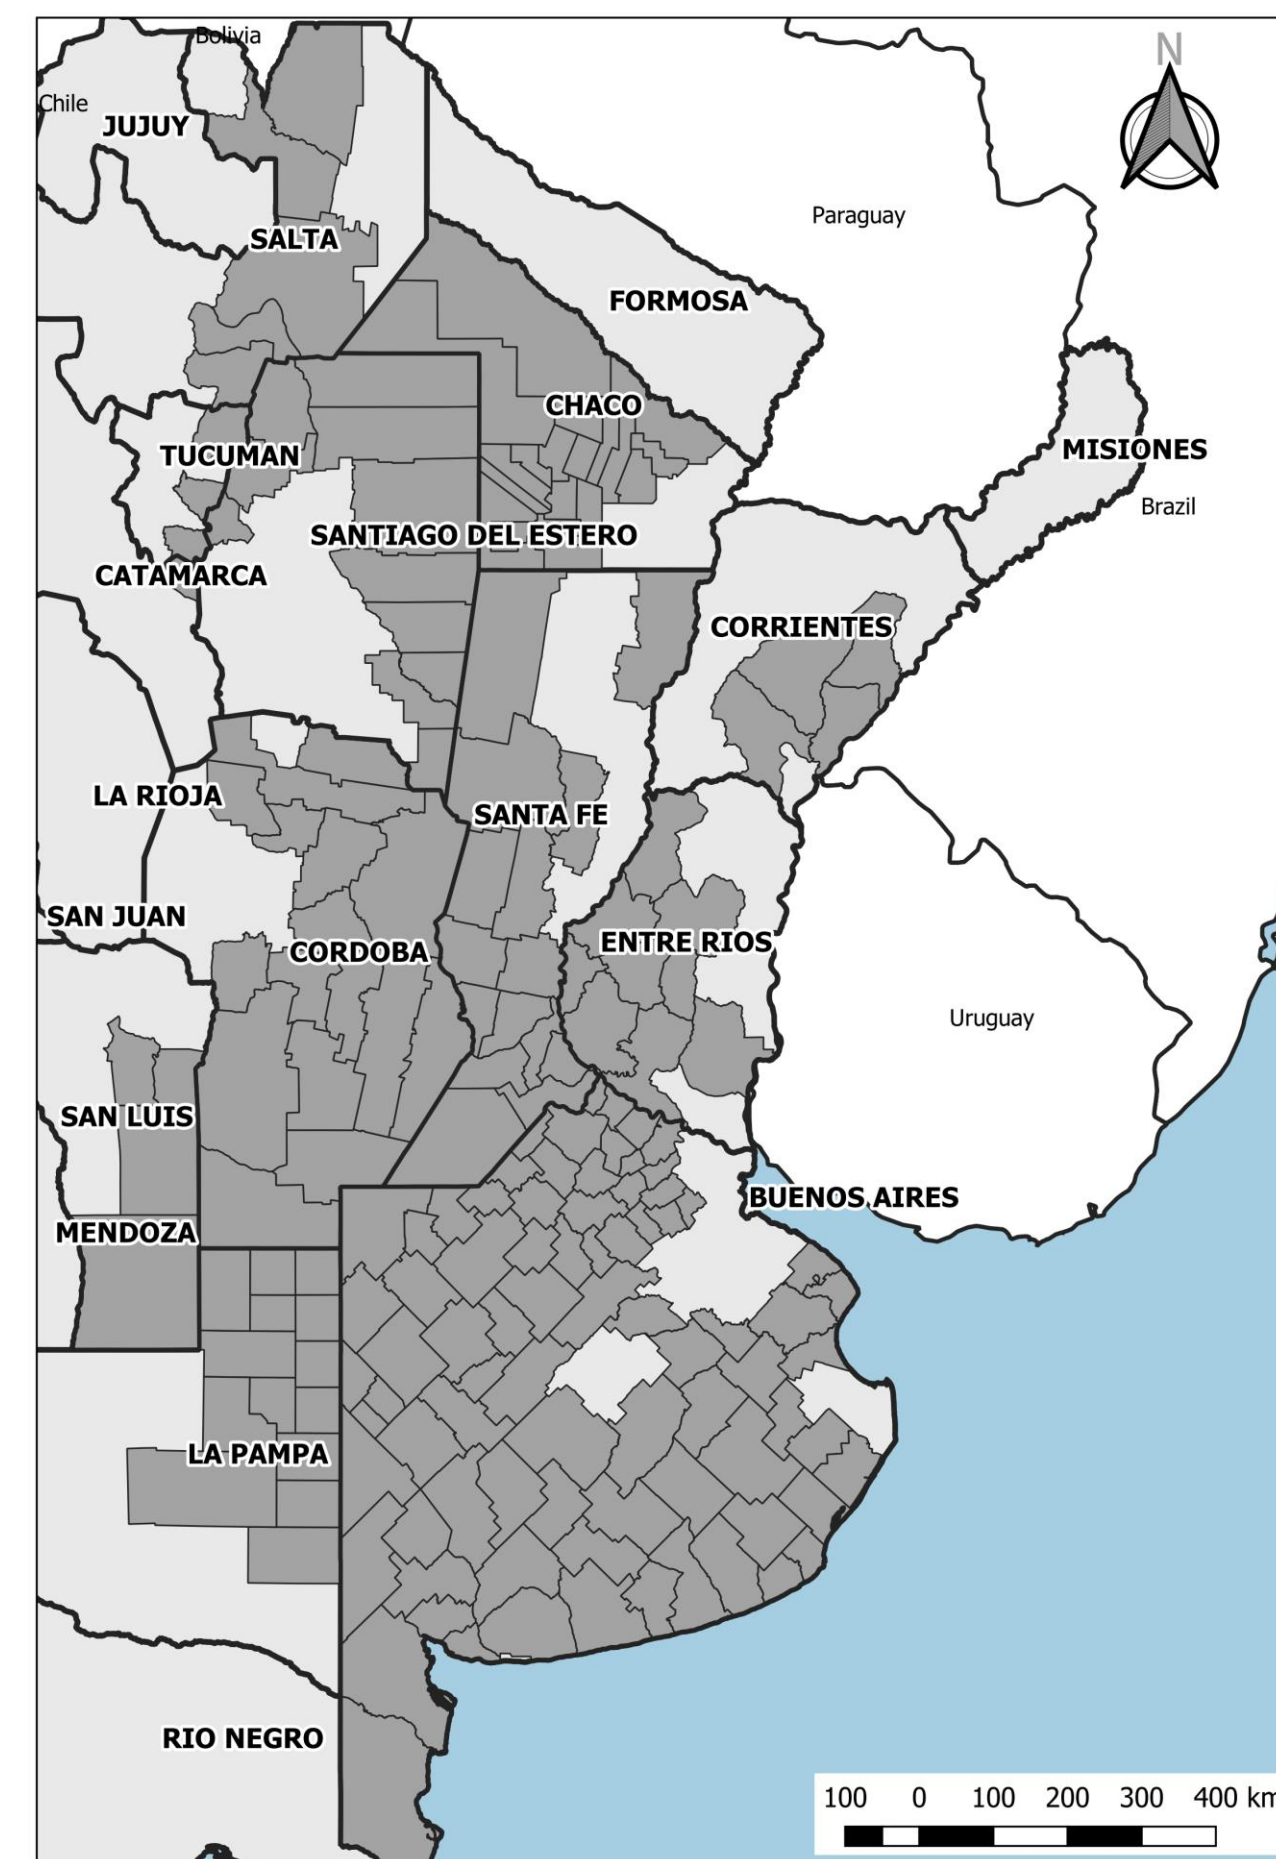 Bolivia
N
Chile
JUJUY
Paraguay
SALTA
FORMOSA
CHACO
MISIONES
TUCUMAN
Brazil
SANTIAGO DEL ESTERO
CATAMARCA
CORRIENTES
LA RIOJA
SANTA FE
SAN JUAN
CORDOBA
ENTRE RIOS
Uruguay
SAN LUIS
BUENOS AIRES
MENDOZA
LA PAMPA
RIO NEGRO
100 0 100 200 300 400 km